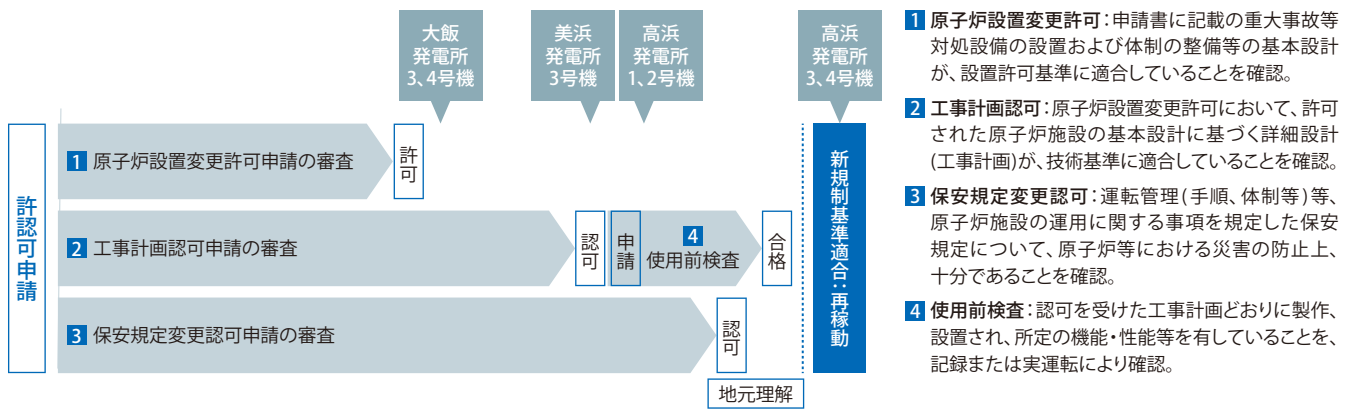 大飯
発電所
3、4号機
美浜
発電所
3号機
高浜
発電所
1、2号機
高浜
発電所
3、4号機
許認可申請
1 原子炉設置変更許可申請の審査
許可
2 工事計画認可申請の審査
認可
申請
4
使用前検査
合格
3 保安規定変更認可申請の審査
認可
地元理解
新規制基準適合:再稼動
1 原子炉設置変更許可:申請書に記載の重大事故等
対処設備の設置および体制の整備等の基本設計
が、設置許可基準に適合していることを確認。
2 工事計画認可:原子炉設置変更許可において、許可
された原子炉施設の基本設計に基づく詳細設計
(工事計画)が、技術基準に適合していることを確認。
3 保安規定変更認可:運転管理(手順、体制等)等、
原子炉施設の運用に関する事項を規定した保安
規定について、原子炉等における災害の防止上、
十分であることを確認。
4 使用前検査:認可を受けた工事計画どおりに製作、
設置され、所定の機能・性能等を有していることを、
記録または実運転により確認。